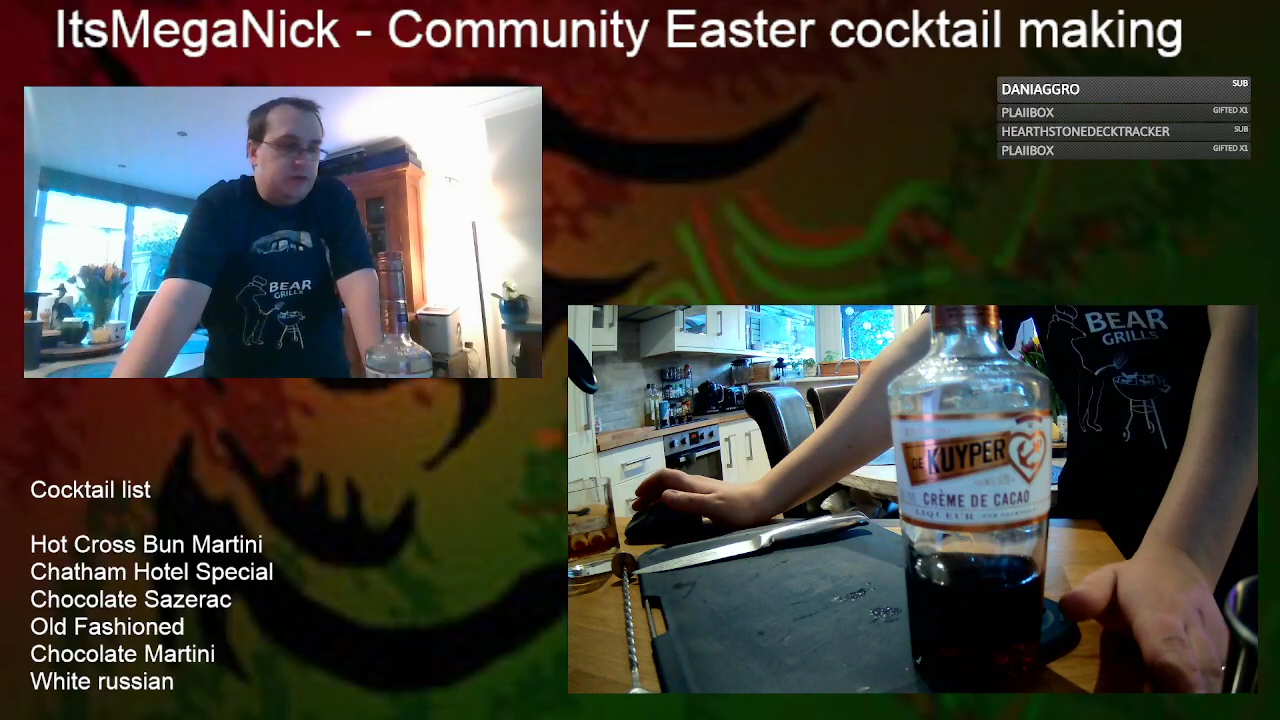 ItsMegaNick - Community Easter cocktail making
DANIAGGRO SUB
PLAIIBOX GIFTED X1
HEARTHSTONEDECKTRACKER SUB
PLAIIBOX GIFTED X1
BEAR
GRILLS
BEAR
GRILLS
DE KUYPER
CRÈME DE CACAO
LIQUEUR
Cocktail list
Hot Cross Bun Martini
Chatham Hotel Special
Chocolate Sazerac
Old Fashioned
Chocolate Martini
White russian